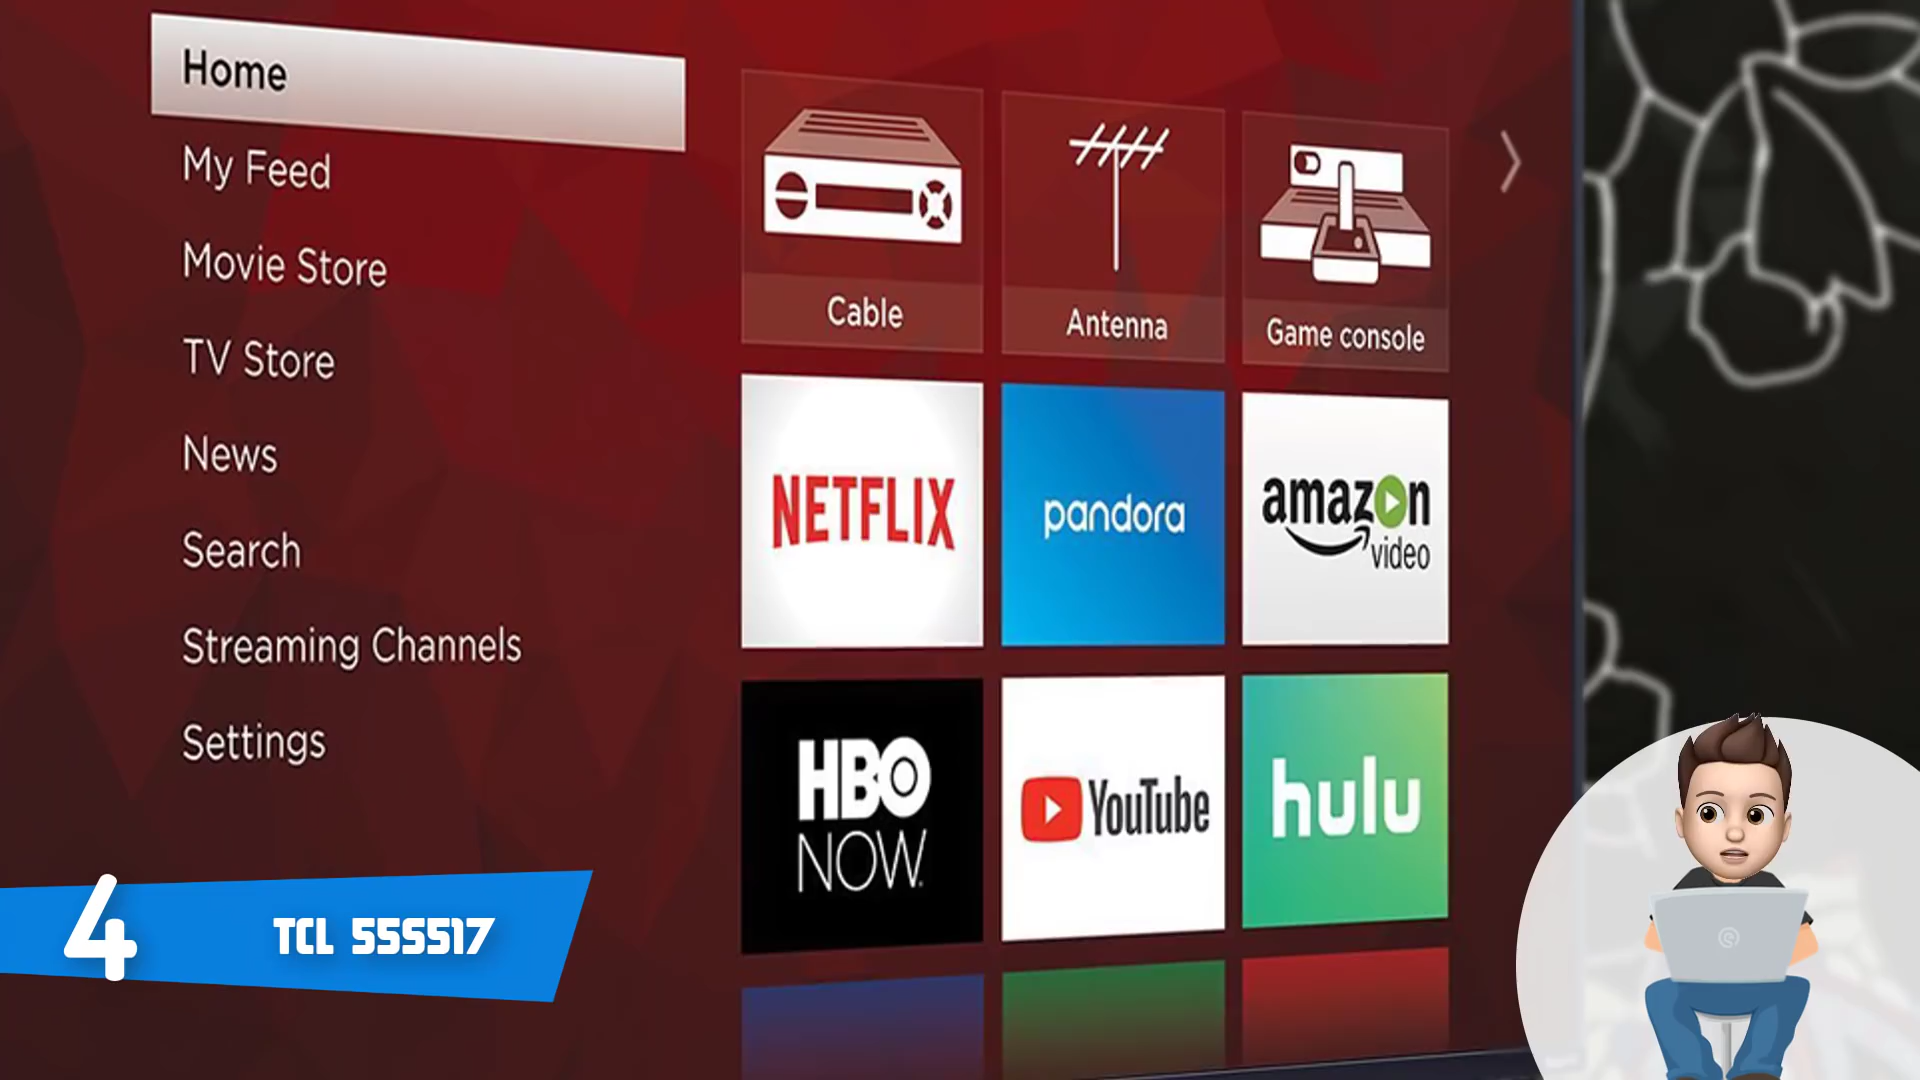 Home
My Feed
Movie Store
TV Store
News
Search
Streaming Channels
Settings
Cable
Antenna
Game console
NETFLIX
pandora
amazon
video
HBO
NOW.
YouTube
hulu
4
TCL 55S517